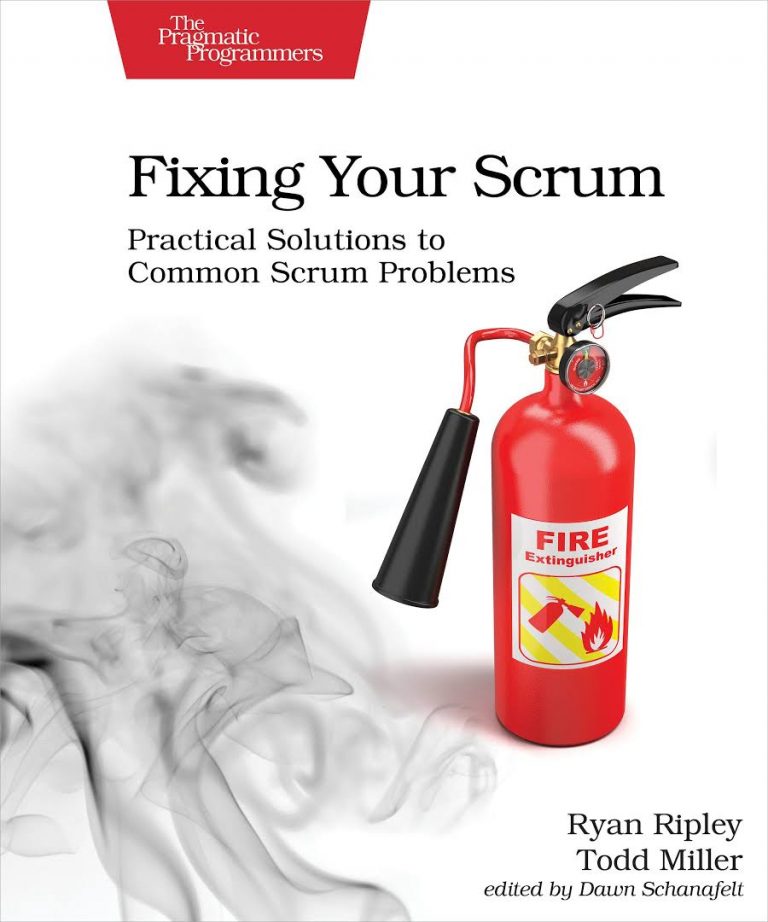 The
Pragmatic
Programmers
Fixing Your Scrum
Practical Solutions to
Common Scrum Problems
FIRE
Extinguisher
Ryan Ripley
Todd Miller
edited by Dawn Schanafelt